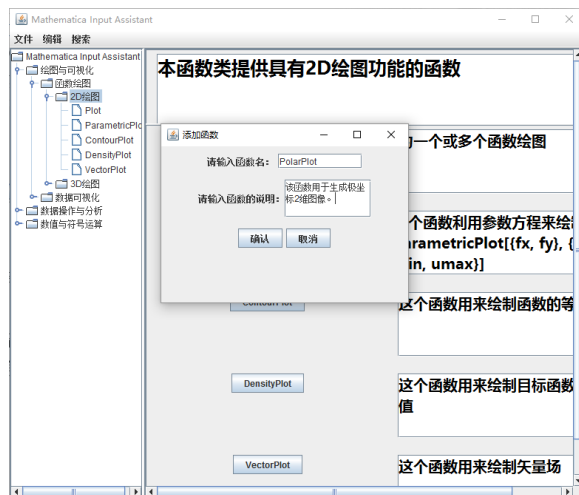 Mathematica Input Assistant
文件 编辑 搜索
Mathematica Input Assistant
绘图与可视化
函数绘图
2D绘图
Plot
ParametricPlc
ContourPlot
DensityPlot
VectorPlot
3D绘图
数据可视化
数据操作与分析
数值与符号运算
本函数类提供具有2D绘图功能的函数
一个或多个函数绘图
个函数利用参数方程来绘
arametricPlot[{fx, fy}, {
in, umax}]
ContourPlot
这个函数用来绘制函数的等
DensityPlot
这个函数用来绘制目标函数
值
VectorPlot
这个函数用来绘制矢量场
添加函数
请输入函数名：
PolarPlot
请输入函数的说明：
该函数用于生成极坐
标2维图像。
确认
取消